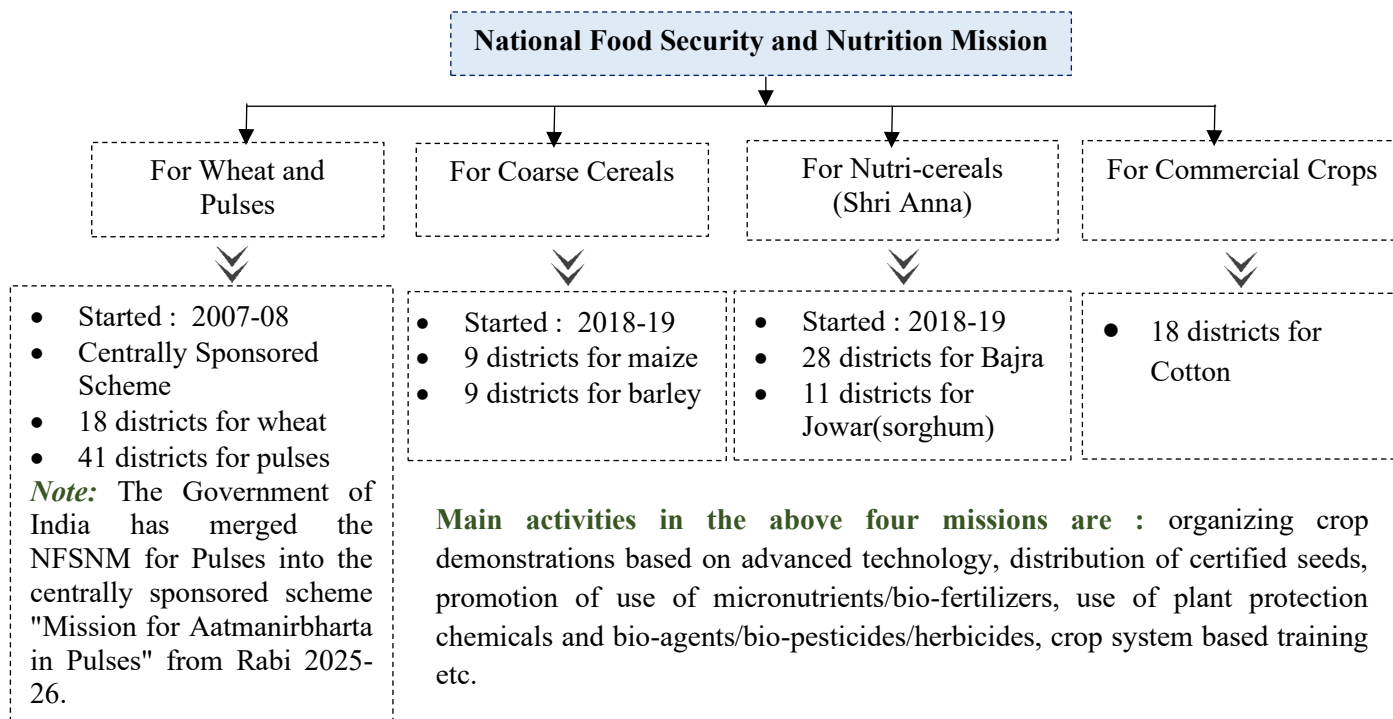 National Food Security and Nutrition Mission
For Wheat and
Pulses
For Coarse Cereals
For Nutri-cereals
(Shri Anna)
For Commercial Crops
• Started : 2007-08
• Centrally Sponsored
Scheme
• 18 districts for wheat
• 41 districts for pulses
Note: The Government of
India has merged the
NFSNM for Pulses into the
centrally sponsored scheme
"Mission for Aatmanirbharta
in Pulses" from Rabi 2025-
26.
• Started : 2018-19
• 9 districts for maize
• 9 districts for barley
• Started : 2018-19
• 28 districts for Bajra
• 11 districts for
Jowar(sorghum)
• 18 districts for
Cotton
Main activities in the above four missions are : organizing crop
demonstrations based on advanced technology, distribution of certified seeds,
promotion of use of micronutrients/bio-fertilizers, use of plant protection
chemicals and bio-agents/bio-pesticides/herbicides, crop system based training
etc.